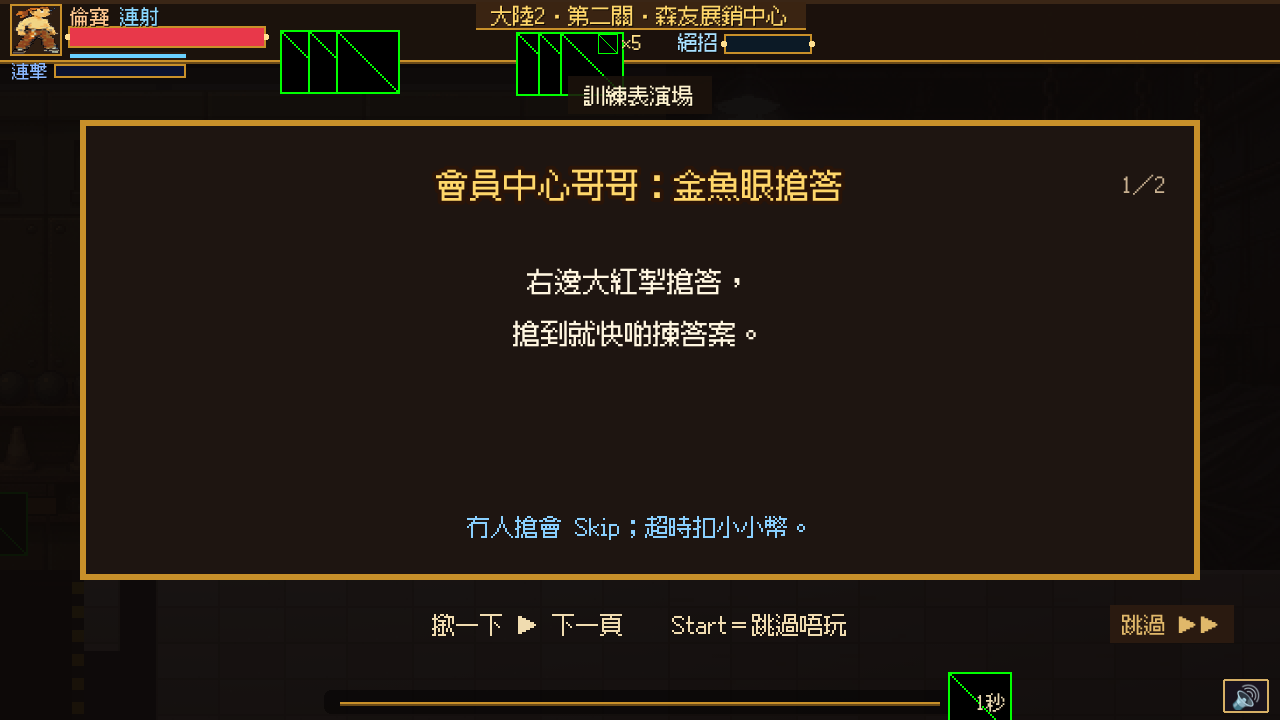 倫寶 連射
大陸2·第二關·森友展銷中心
×5
絕招
連擊
訓練表演場
會員中心哥哥：金魚眼搶答
1／2
右邊大紅掣搶答，
搶到就快啲揀答案。
冇人搶會 Skip；超時扣小小幣。
撳一下 ▶ 下一頁
Start＝跳過唔玩
跳過 ▶▶
1秒